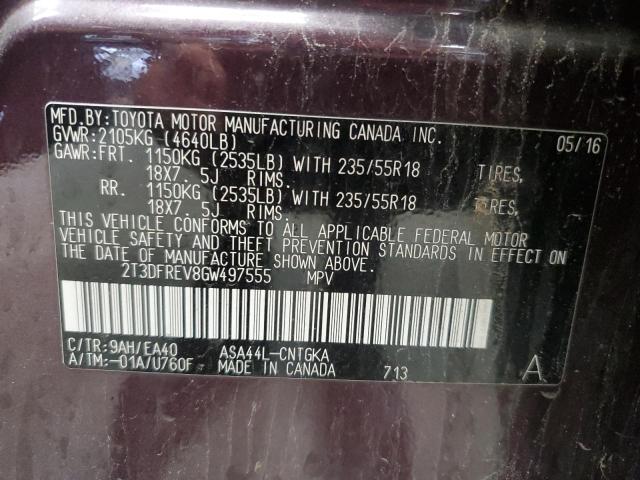 MFD.BY:TOYOTA MOTOR MANUFACTURING CANADA INC.
GVWR:2105KG (4640LB) 05/16
GAWR:FRT. 1150KG (2535LB) WITH 235/55R18 TIRES,
18X7. 5J RIMS.
RR. 1150KG (2535LB) WITH 235/55R18 TIRES,
18X7. 5J RIMS.
THIS VEHICLE CONFORMS TO ALL APPLICABLE FEDERAL MOTOR
VEHICLE SAFETY AND THEFT PREVENTION STANDARDS IN EFFECT ON
THE DATE OF MANUFACTURE SHOWN ABOVE.
2T3DFREV8GW497555 MPV
C/TR:9AH/EA40 ASA44L-CNTGKA
A/TM:-01A/U760F MADE IN CANADA 713 A